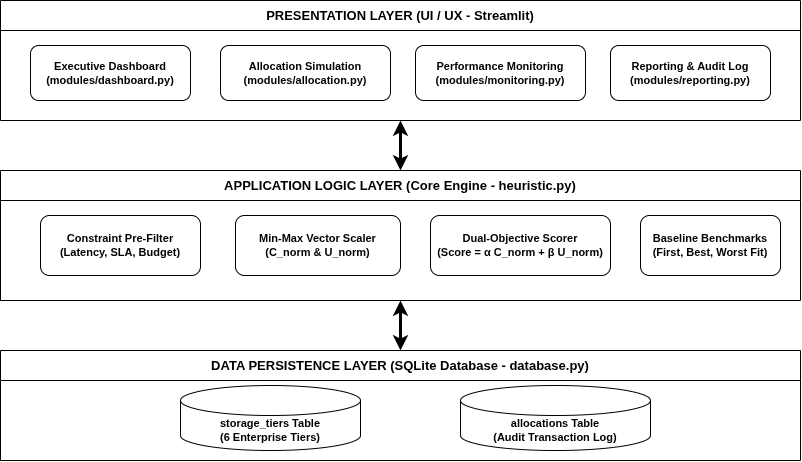 PRESENTATION LAYER (UI / UX - Streamlit)
Executive Dashboard
(modules/dashboard.py)
Allocation Simulation
(modules/allocation.py)
Performance Monitoring
(modules/monitoring.py)
Reporting & Audit Log
(modules/reporting.py)
APPLICATION LOGIC LAYER (Core Engine - heuristic.py)
Constraint Pre-Filter
(Latency, SLA, Budget)
Min-Max Vector Scaler
(C_norm & U_norm)
Dual-Objective Scorer
(Score = α C_norm + β U_norm)
Baseline Benchmarks
(First, Best, Worst Fit)
DATA PERSISTENCE LAYER (SQLite Database - database.py)
storage_tiers Table
(6 Enterprise Tiers)
allocations Table
(Audit Transaction Log)